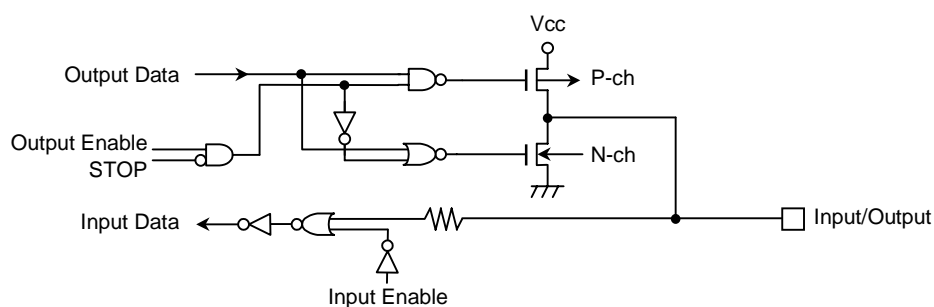 Vcc
Output Data
P-ch
Output Enable
STOP
N-ch
Input Data
Input/Output
Input Enable